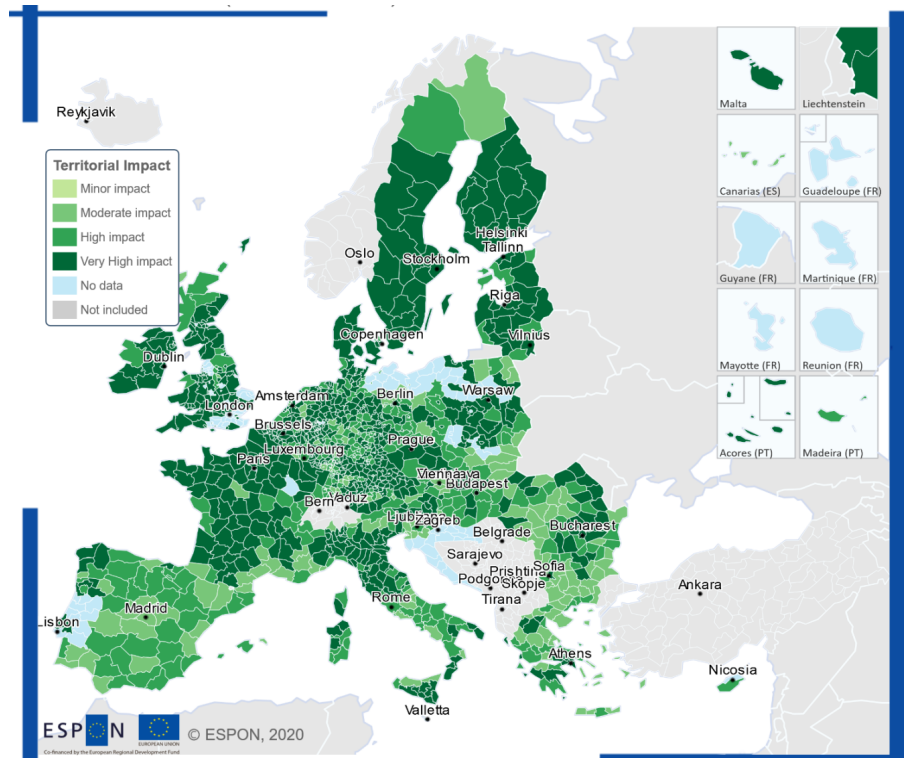 Reykjavik
Territorial Impact
Minor impact
Moderate impact
High impact
Very High impact
No data
Not included
Malta
Liechtenstein
Canarias (ES)
Guadeloupe (FR)
Guyane (FR)
Martinique (FR)
Mayotte (FR)
Reunion (FR)
Acores (PT)
Madeira (PT)
Helsinki
Tallinn
Oslo
Stockholm
Riga
Copenhagen
Vilnius
Dublin
London
Amsterdam
Berlin
Warsaw
Brussels
Prague
Luxembourg
Paris
Vienna
Budapest
Bern
Vaduz
Zagreb
Belgrade
Bucharest
Sarajevo
Sofia
Skopje
Tirana
Rome
Madrid
Lisbon
Ankara
Athens
Nicosia
Valletta
ESPON
EUROPEAN UNION
Co-financed by the European Regional Development Fund
© ESPON, 2020